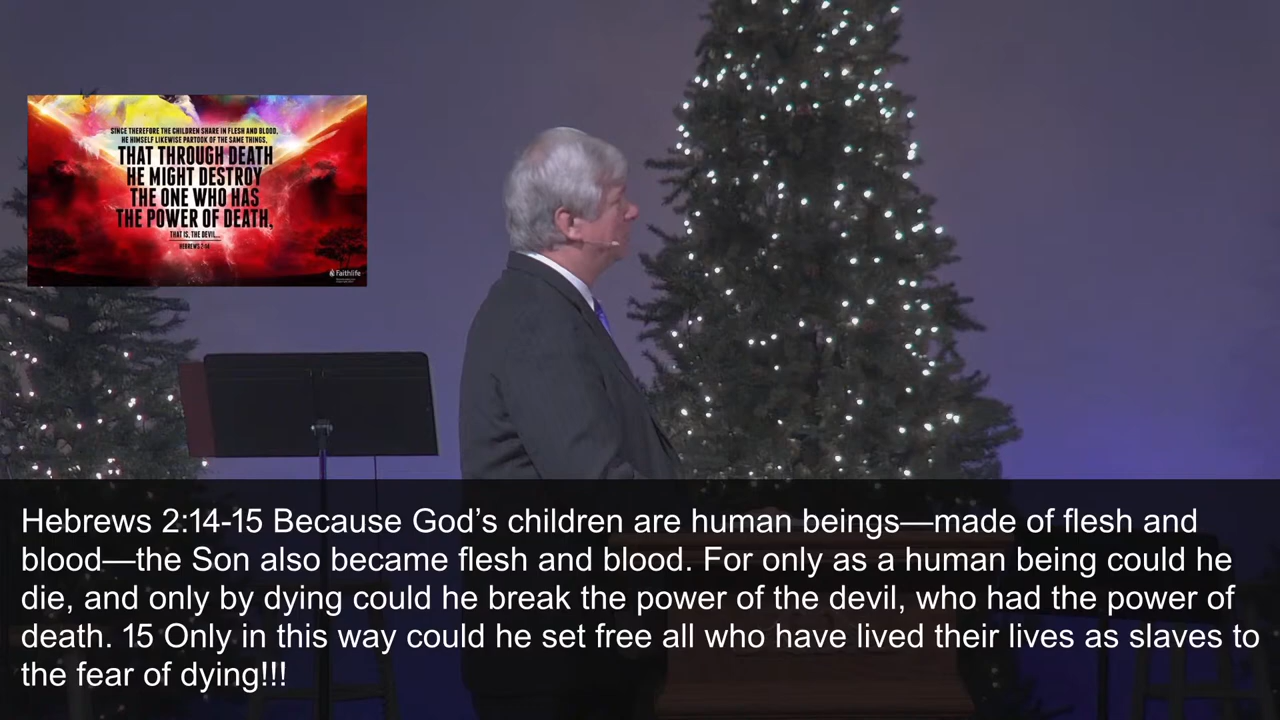 SINCE THEREFORE THE CHILDREN SHARE IN FLESH AND BLOOD,
HE HIMSELF LIKEWISE PARTOOK OF THE SAME THINGS,
THAT THROUGH DEATH
HE MIGHT DESTROY
THE ONE WHO HAS
THE POWER OF DEATH,
THAT IS, THE DEVIL...
HEBREWS 2:14
Faithlife
Hebrews 2:14-15 Because God’s children are human beings—made of flesh and
blood—the Son also became flesh and blood. For only as a human being could he
die, and only by dying could he break the power of the devil, who had the power of
death. 15 Only in this way could he set free all who have lived their lives as slaves to
the fear of dying!!!